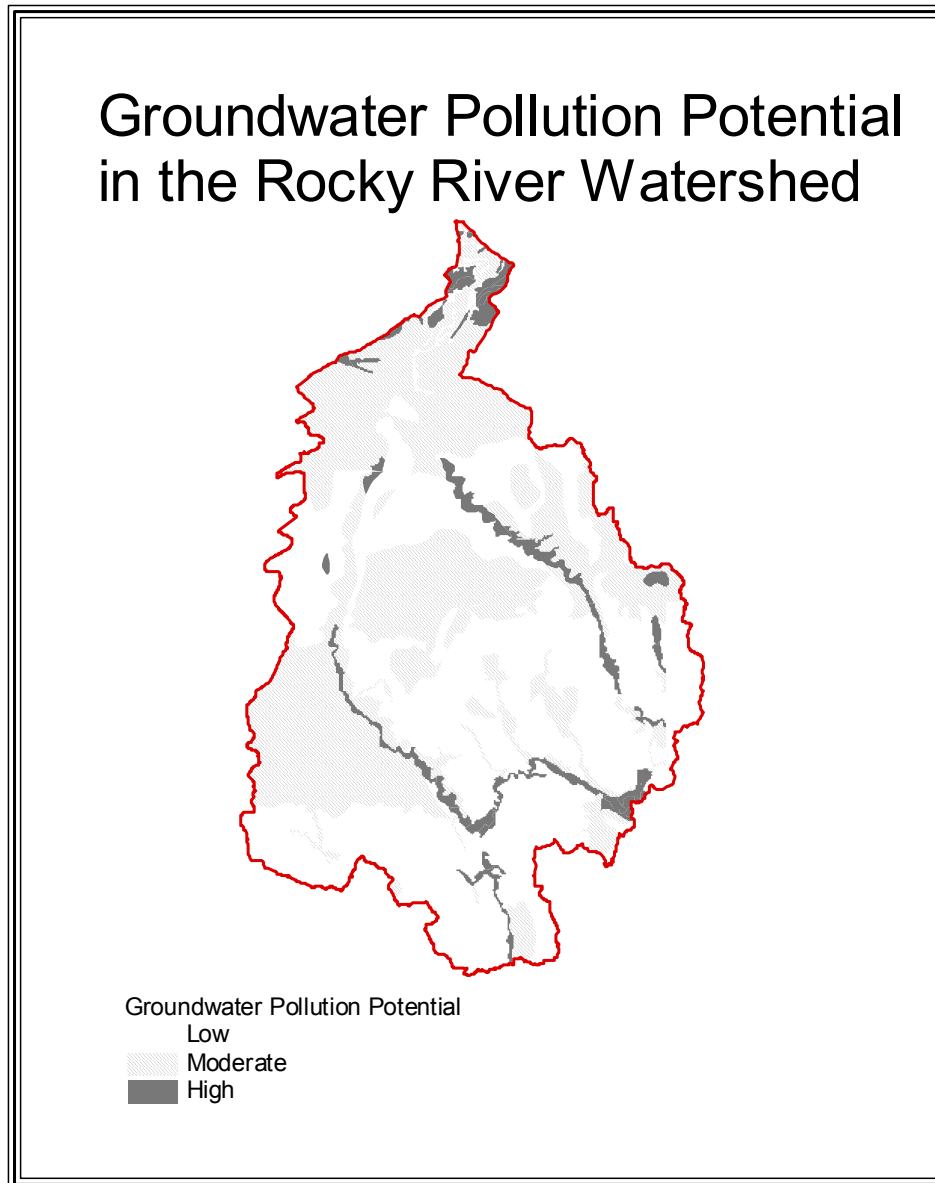 Groundwater Pollution Potential
in the Rocky River Watershed
Groundwater Pollution Potential
Low
Moderate
High